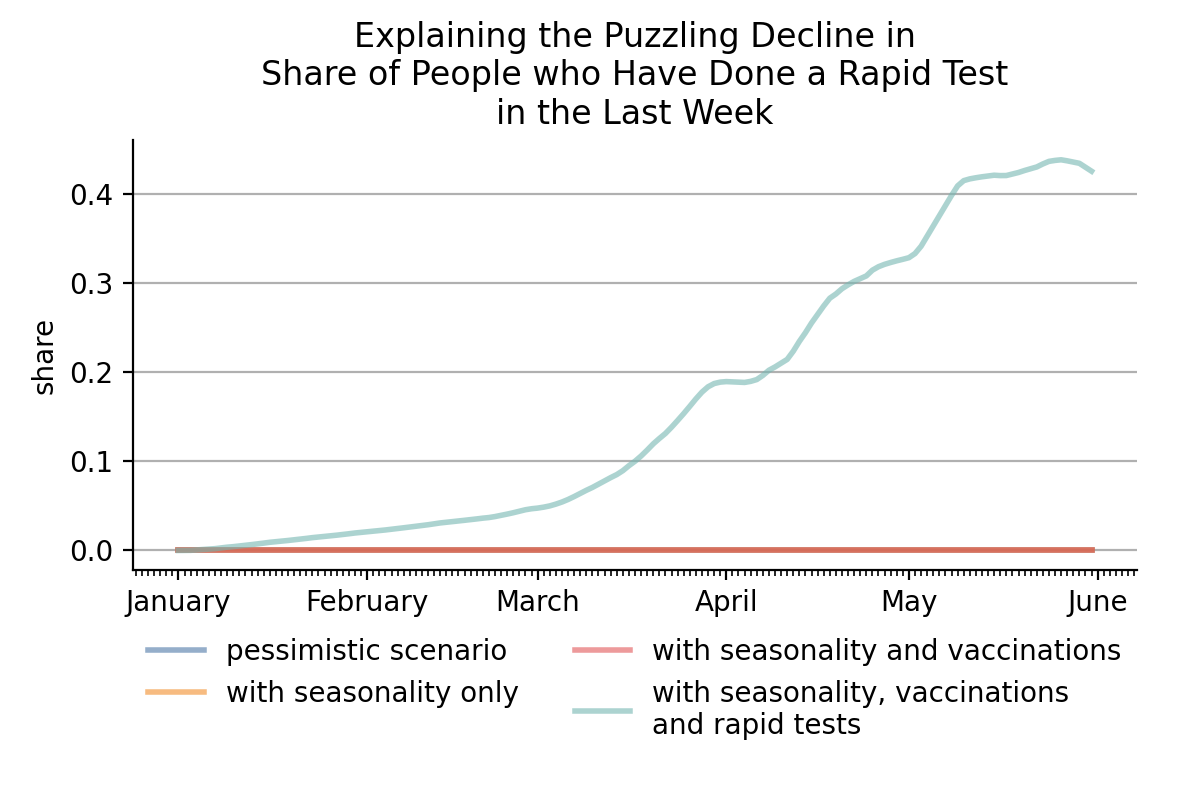 Explaining the Puzzling Decline in
Share of People who Have Done a Rapid Test
in the Last Week
share
0.4
0.3
0.2
0.1
0.0
January February March April May June
pessimistic scenario
with seasonality only
with seasonality and vaccinations
with seasonality, vaccinations
and rapid tests